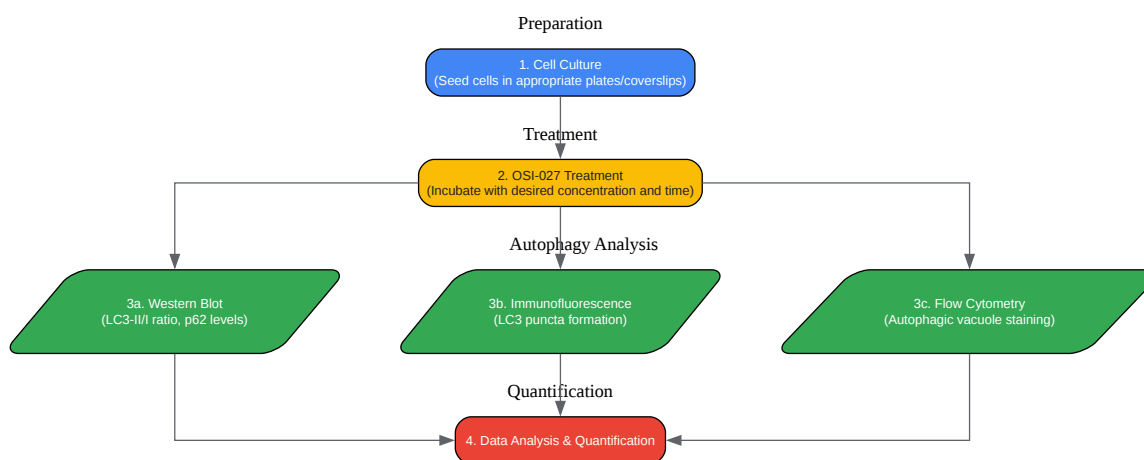 Preparation
1. Cell Culture
(Seed cells in appropriate plates/coverslips)
Treatment
2. OSI-027 Treatment
(Incubate with desired concentration and time)
Autophagy Analysis
3a. Western Blot
(LC3-II/I ratio, p62 levels)
3b. Immunofluorescence
(LC3 puncta formation)
3c. Flow Cytometry
(Autophagic vacuole staining)
Quantification
4. Data Analysis & Quantification